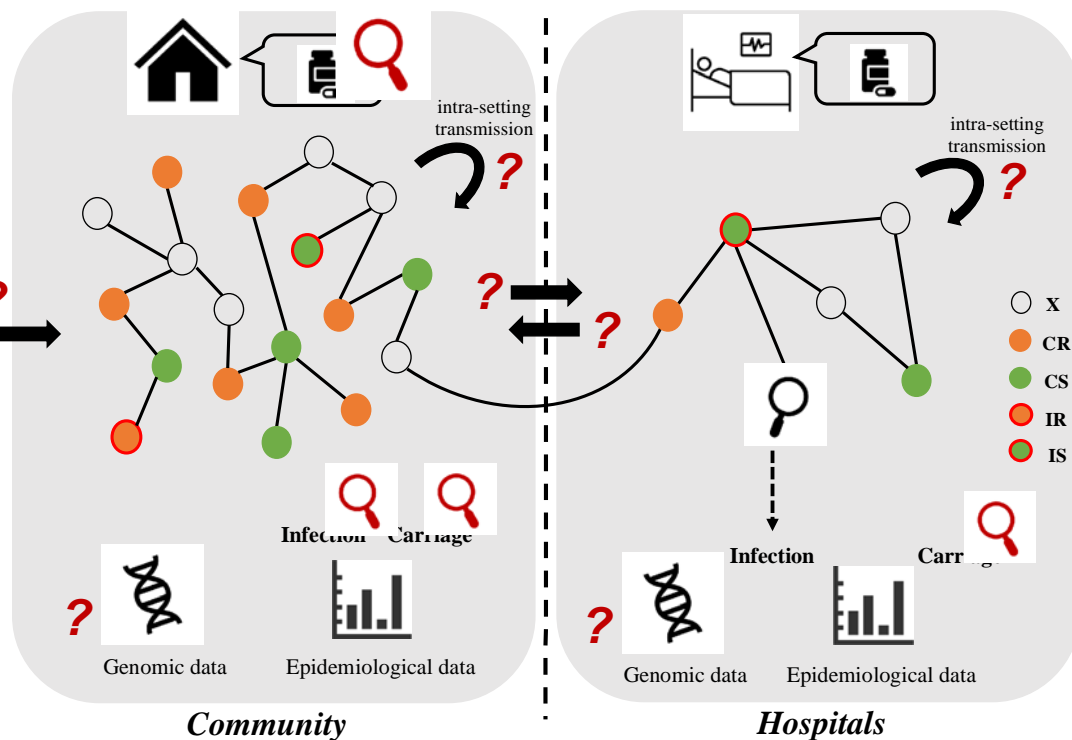 intra-setting
transmission
?
intra-setting
transmission
?
?
?
?
X
CR
CS
IR
IS
Infection Carriage
Infection
?
?
Genomic data
Epidemiological data
Genomic data
Epidemiological data
Community
Hospitals